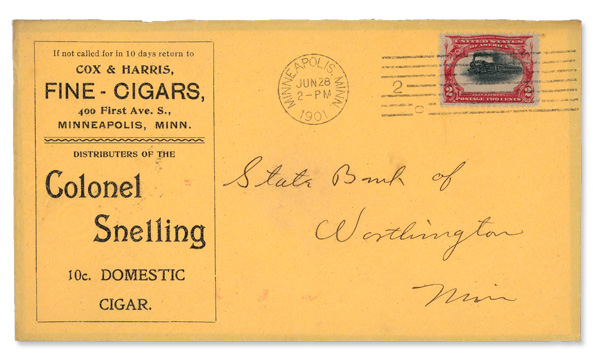 If not called for in 10 days return to
COX & HARRIS,
FINE - CIGARS,
400 First Ave. S.,
MINNEAPOLIS, MINN.
DISTRIBUTERS OF THE
Colonel
Snelling
10c. DOMESTIC
CIGAR.
MINNEAPOLIS, MINN.
JUN 28
2-PM
1901
2
C
UNITED STATES
OF AMERICA
2 2
POSTAGE TWO CENTS
State Bank of
Worthington
Minn